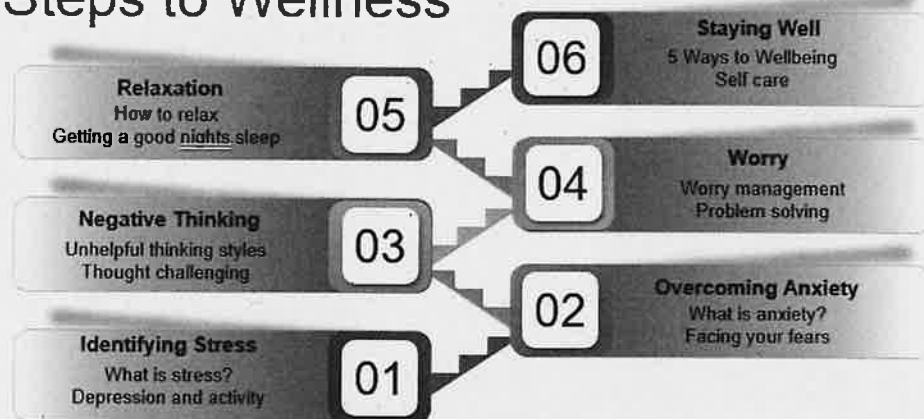 Steps to Wellness
06
Staying Well
5 Ways to Wellbeing
Self care
05
Relaxation
How to relax
Getting a good nights sleep
04
Worry
Worry management
Problem solving
03
Negative Thinking
Unhelpful thinking styles
Thought challenging
02
Overcoming Anxiety
What is anxiety?
Facing your fears
01
Identifying Stress
What is stress?
Depression and activity